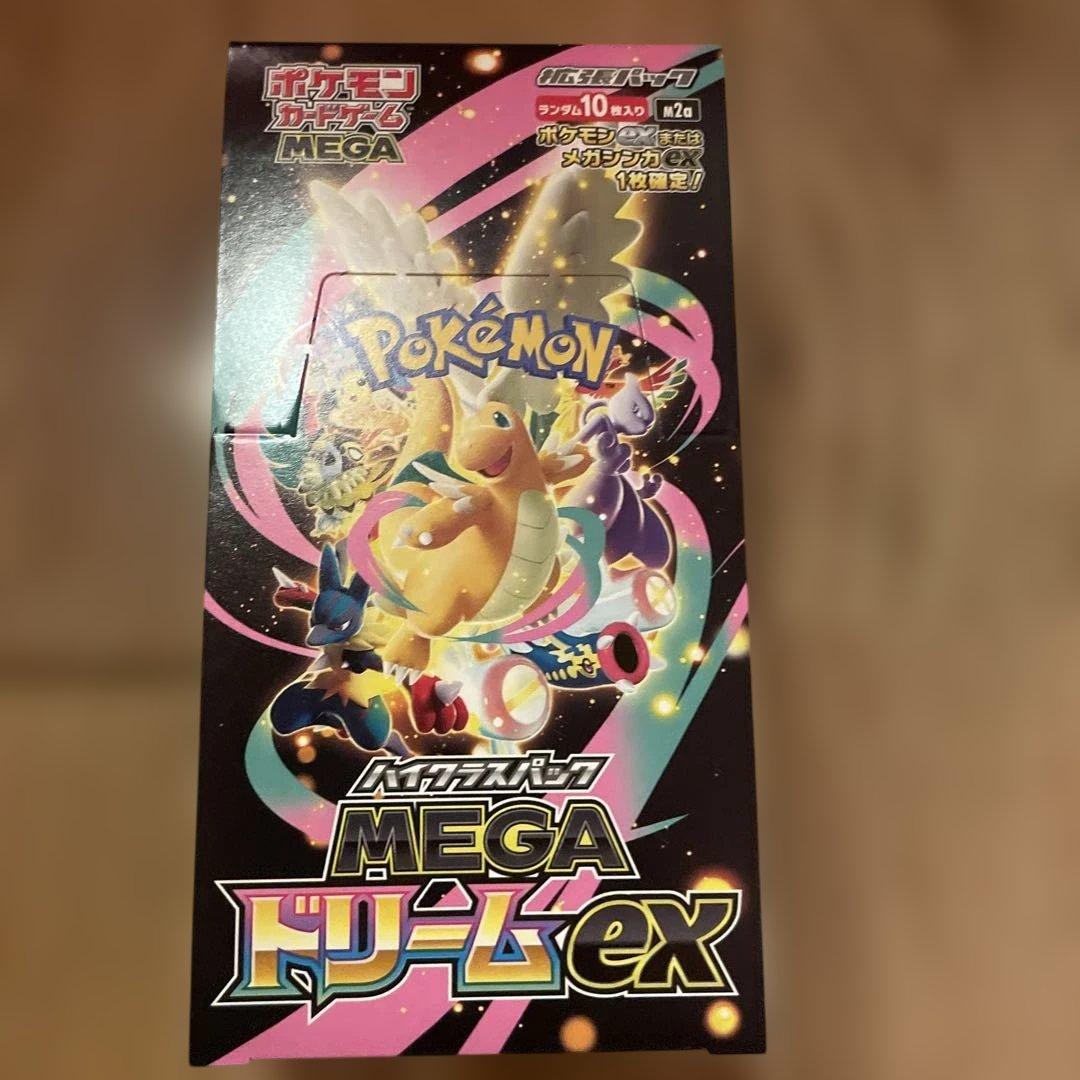 ポケモン
カードゲーム
MEGA
拡張パック
ランダム10枚入り M2a
ポケモンexまたは
メガシンカex
1枚確定!
POKéMON
ハイクラスパック
MEGA
ドリームex